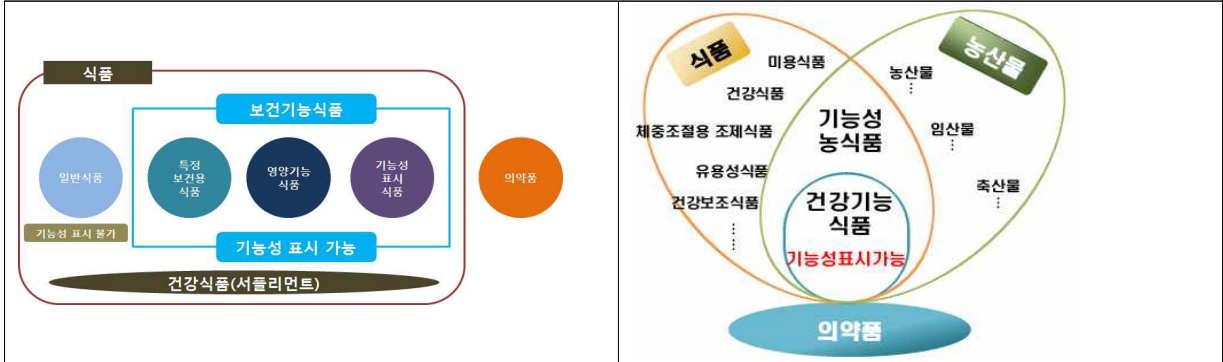 식품
보건기능식품
일반식품
특정
보건용
식품
영양기능
식품
기능성
표시
식품
의약품
기능성 표시 불가
기능성 표시 가능
건강식품(서플리먼트)
식품
농산물
미용식품
건강식품
체중조절용 조제식품
유용성식품
건강보조식품
⋮
기능성
농식품
건강기능
식품
기능성표시가능
농산물
⋮
임산물
⋮
축산물
⋮
의약품